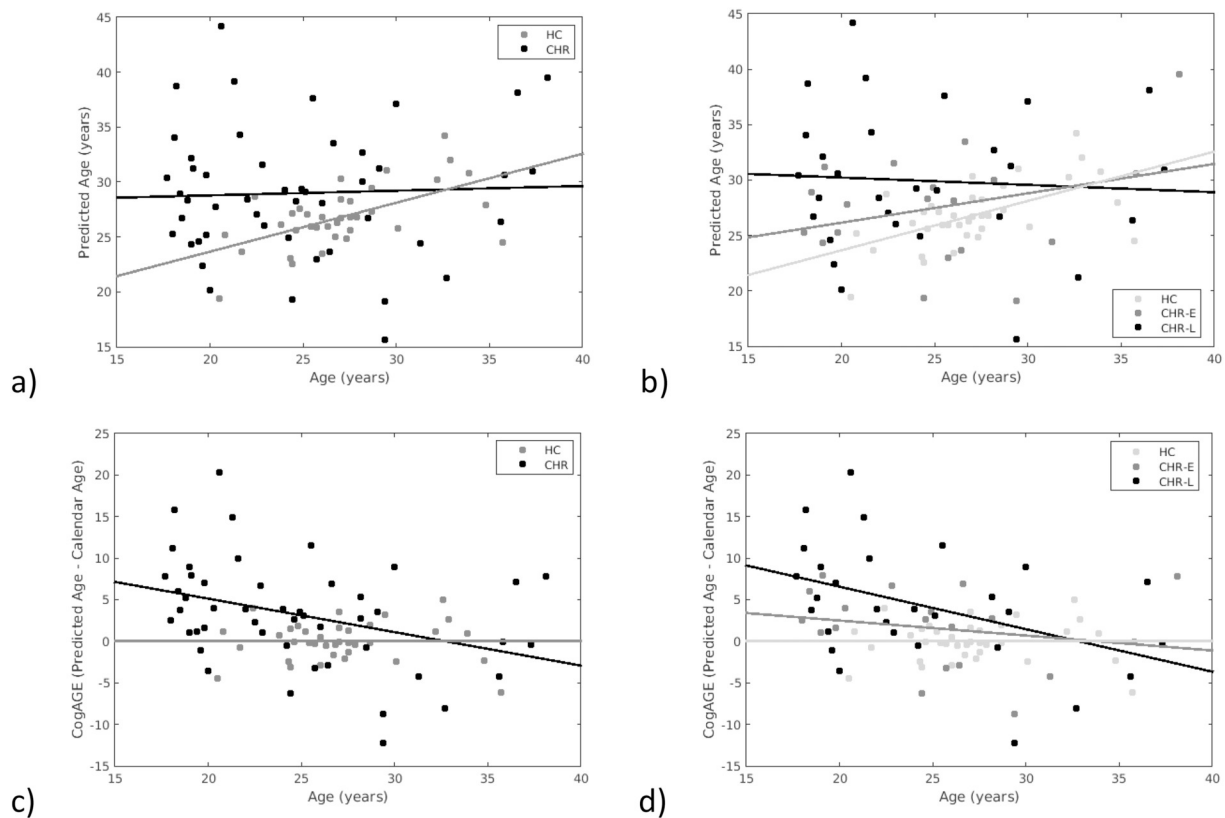 45
40
35
30
25
20
15
Predicted Age (years)
HC
CHR
15 20 25 30 35 40
Age (years)
a)
45
40
35
30
25
20
15
Predicted Age (years)
HC
CHR-E
CHR-L
15 20 25 30 35 40
Age (years)
b)
25
20
15
10
5
0
-5
-10
-15
CogAGE (Predicted Age - Calendar Age)
HC
CHR
15 20 25 30 35 40
Age (years)
c)
25
20
15
10
5
0
-5
-10
-15
CogAGE (Predicted Age - Calendar Age)
HC
CHR-E
CHR-L
15 20 25 30 35 40
Age (years)
d)